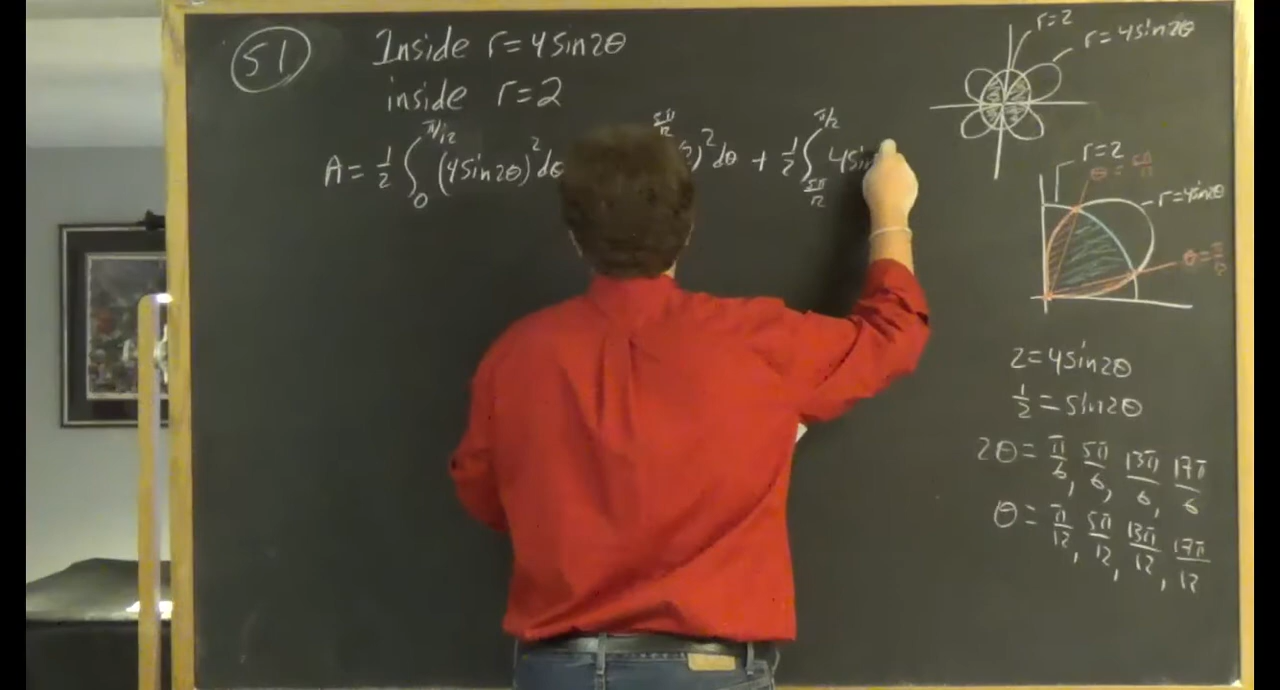 51
Inside r=4sin2θ
inside r=2
A = 1/2 ∫₀^(π/12) (4sin2θ)² dθ 5π/12 )² dθ + 1/2 ∫_(5π/12)^(π/2) 4sin
r=2
r=4sin2θ
r=2
θ=
r=4sin2θ
θ=
2=4sin2θ
1/2=sin2θ
2θ= π/6, 5π/6, 13π/6, 17π/6
θ= π/12, 5π/12, 13π/12, 17π/12